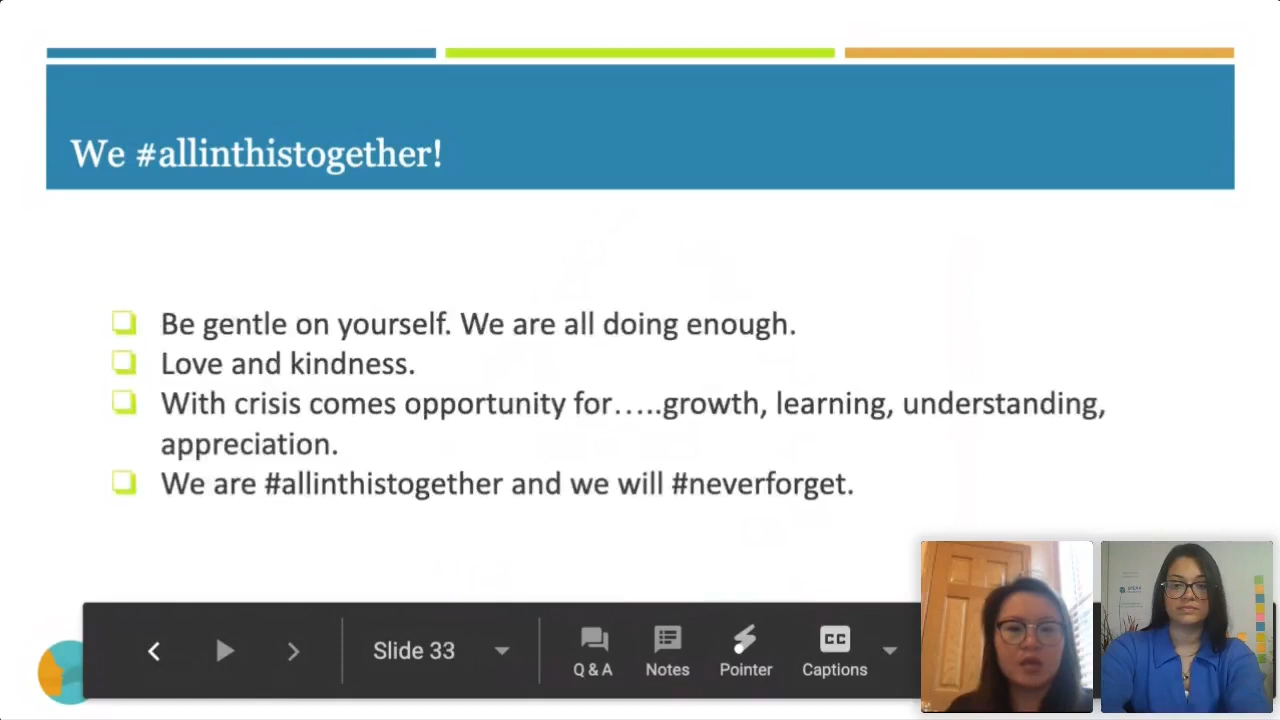 We #allinthistogether!
Be gentle on yourself. We are all doing enough.
Love and kindness.
With crisis comes opportunity for…..growth, learning, understanding,
appreciation.
We are #allinthistogether and we will #neverforget.
Slide 33
Q & A
Notes
Pointer
CC
Captions